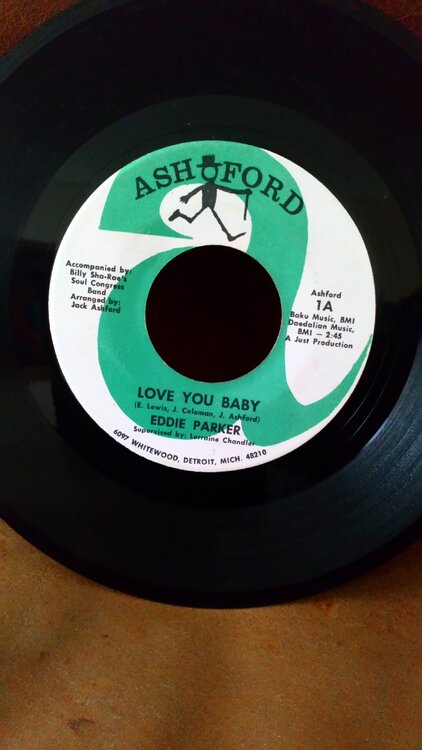 ASHFORD
Accompanied by:
Billy Sha-Rae's
Soul Congress
Band
Arranged by:
Jack Ashford
Ashford
1A
Boku Music, BMI
Daedalian Music,
BMI — 2:45
A Just Production
LOVE YOU BABY
(E. Lewis, J. Coleman, J. Ashford)
EDDIE PARKER
Supervised by: Lorraine Chandler
6097 WHITEWOOD, DETROIT, MICH. 48210